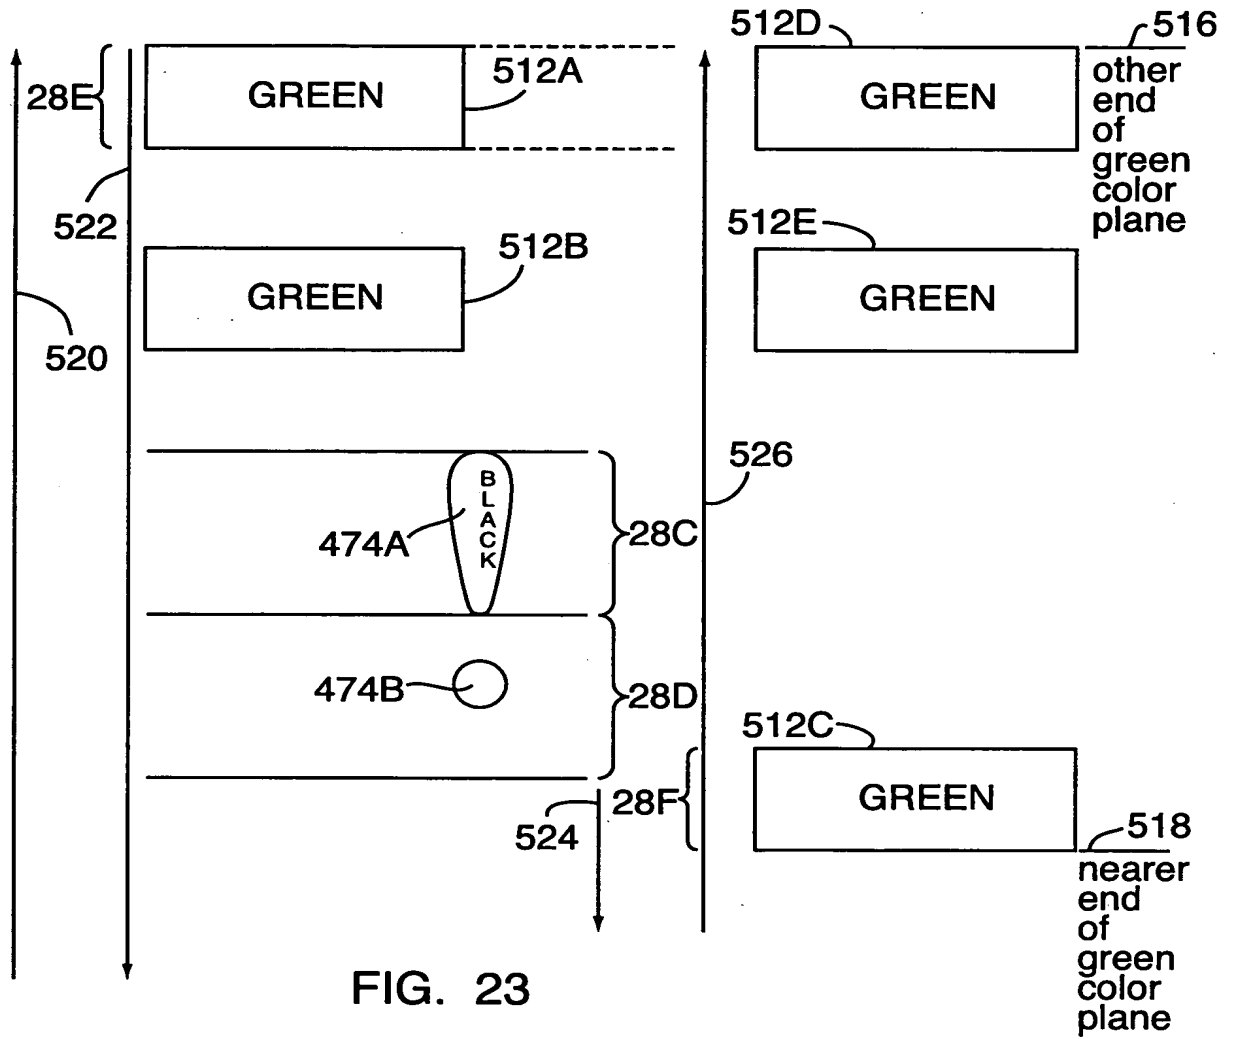 512D
516
28E
GREEN
512A
GREEN
other
end
of
green
color
plane
522
512B
512E
GREEN
GREEN
520
B
L
A
C
K
526
474A
28C
474B
28D
512C
28F
GREEN
524
518
nearer
end
of
green
color
plane
FIG. 23